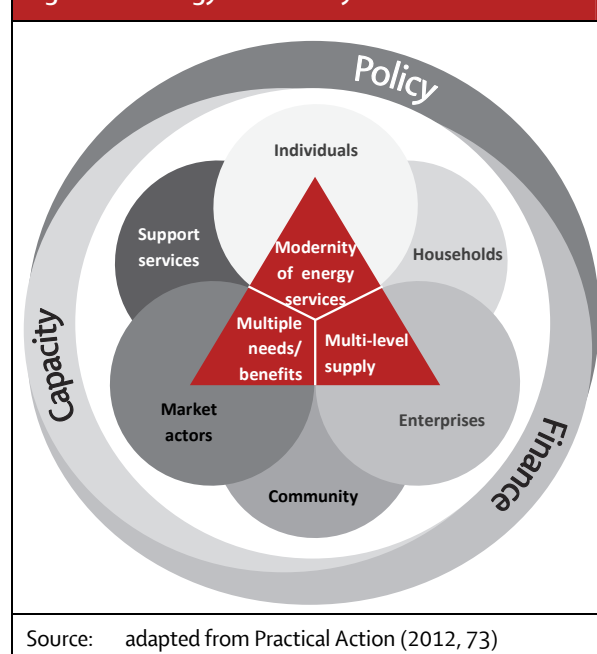 Policy
Individuals
Support
services
Households
Modernity
of energy
services
Multiple
needs/
benefits
Multi-level
supply
Capacity
Market
actors
Enterprises
Finance
Community
Source: adapted from Practical Action (2012, 73)